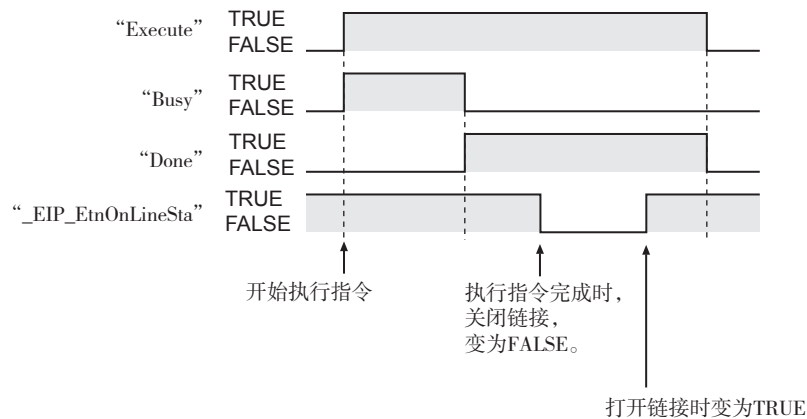 “Execute”
TRUE
FALSE
“Busy”
TRUE
FALSE
“Done”
TRUE
FALSE
“_EIP_EtnOnLineSta”
TRUE
FALSE
开始执行指令
执行指令完成时，
关闭链接，
变为FALSE。
打开链接时变为TRUE